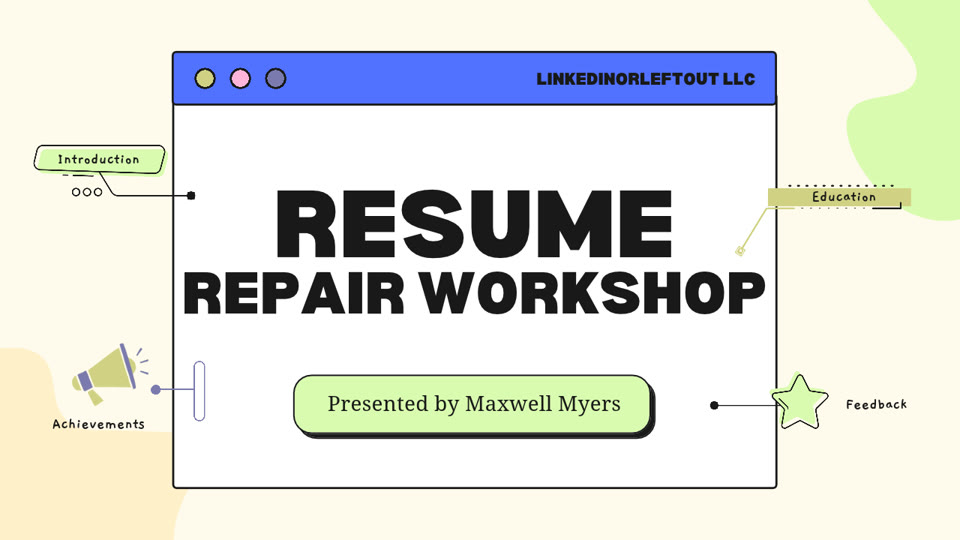 LINKEDINORLEFTOUT LLC
Introduction
RESUME
Education
REPAIR WORKSHOP
Presented by Maxwell Myers
Feedback
Achievements